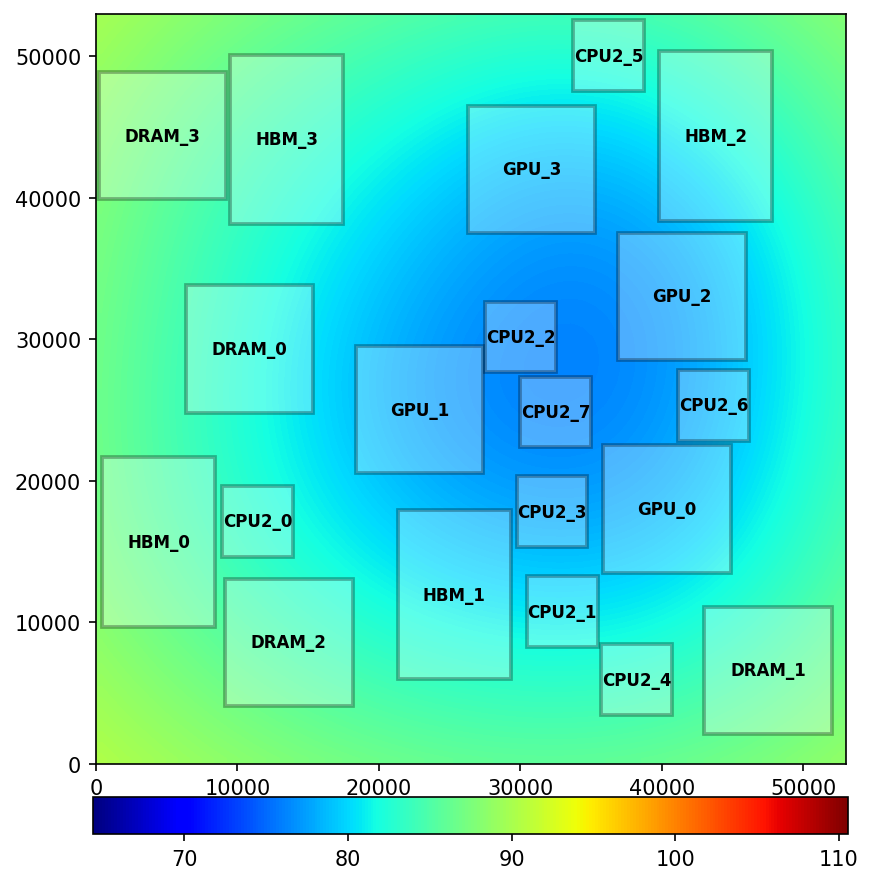 50000
CPU2_5
DRAM_3
HBM_3
HBM_2
GPU_3
40000
GPU_2
30000
CPU2_2
DRAM_0
GPU_1
CPU2_7
CPU2_6
20000
CPU2_0
CPU2_3
GPU_0
HBM_0
HBM_1
10000
CPU2_1
DRAM_2
CPU2_4
DRAM_1
0
0 10000 20000 30000 40000 50000
70 80 90 100 110